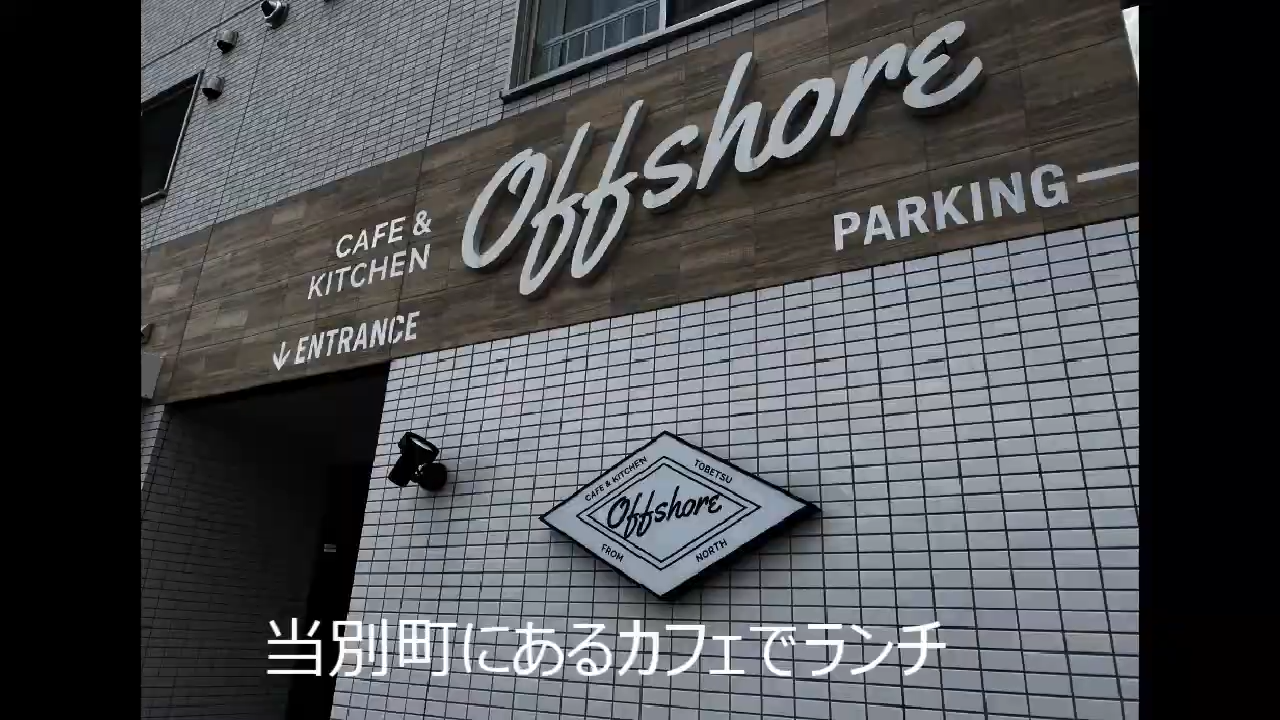 Offshore
CAFE &
KITCHEN
PARKING
ENTRANCE
CAFE & KITCHEN
TOBETSU
Offshore
FROM
NORTH
当別町にあるカフェでランチ